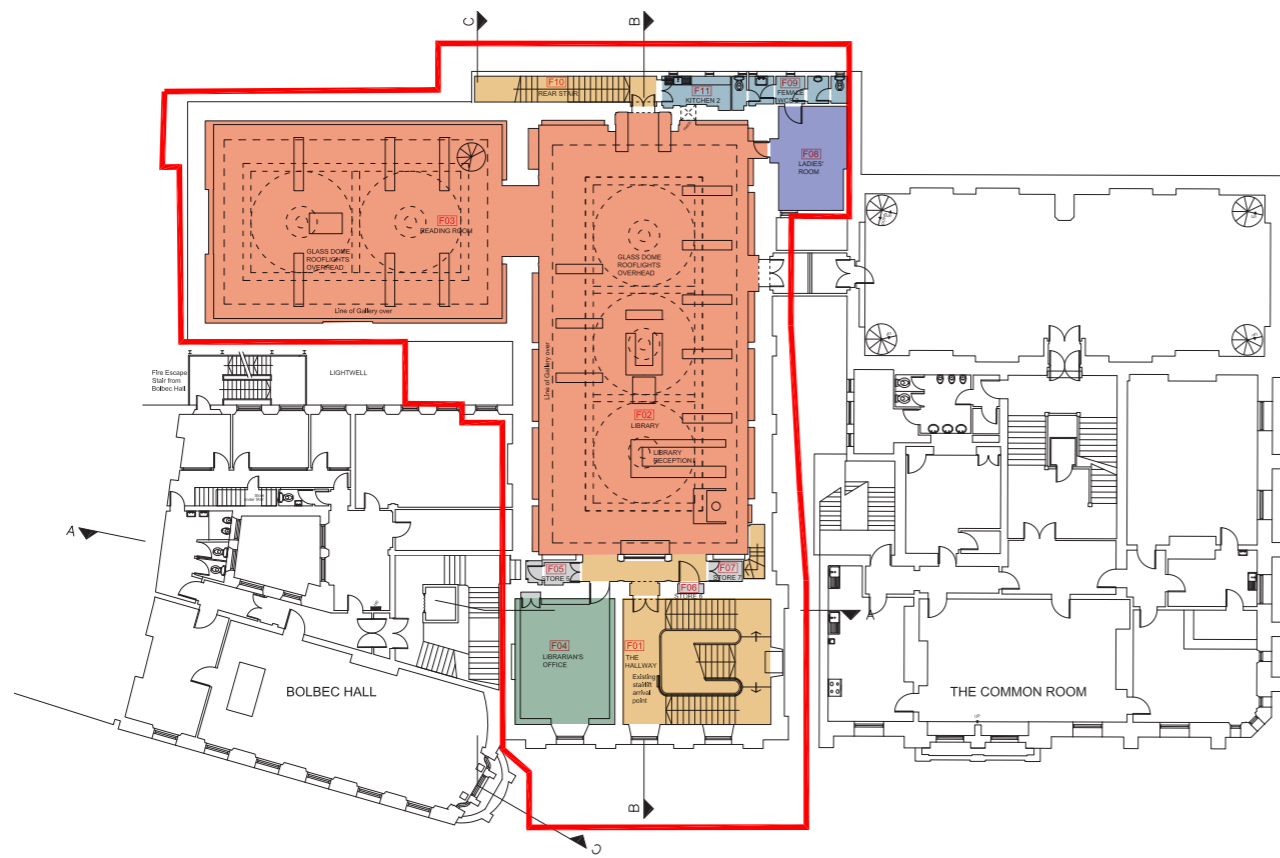 C
B
F10
REAR STAIR
F11
KITCHEN 2
F09
FEMALE
WCS 2
F08
LADIES'
ROOM
F03
READING ROOM
GLASS DOME
ROOFLIGHTS
OVERHEAD
Line of Gallery over
GLASS DOME
ROOFLIGHTS
OVERHEAD
Line of Gallery over
Fire Escape
Stair from
Bolbec Hall
LIGHTWELL
F02
LIBRARY
LIBRARY
RECEPTION
A
F05
STORE 5
F07
STORE 7
F06
STORE 6
A
F04
LIBRARIAN'S
OFFICE
F01
THE
HALLWAY
Existing
stairlift
arrival
point
BOLBEC HALL
THE COMMON ROOM
B
C